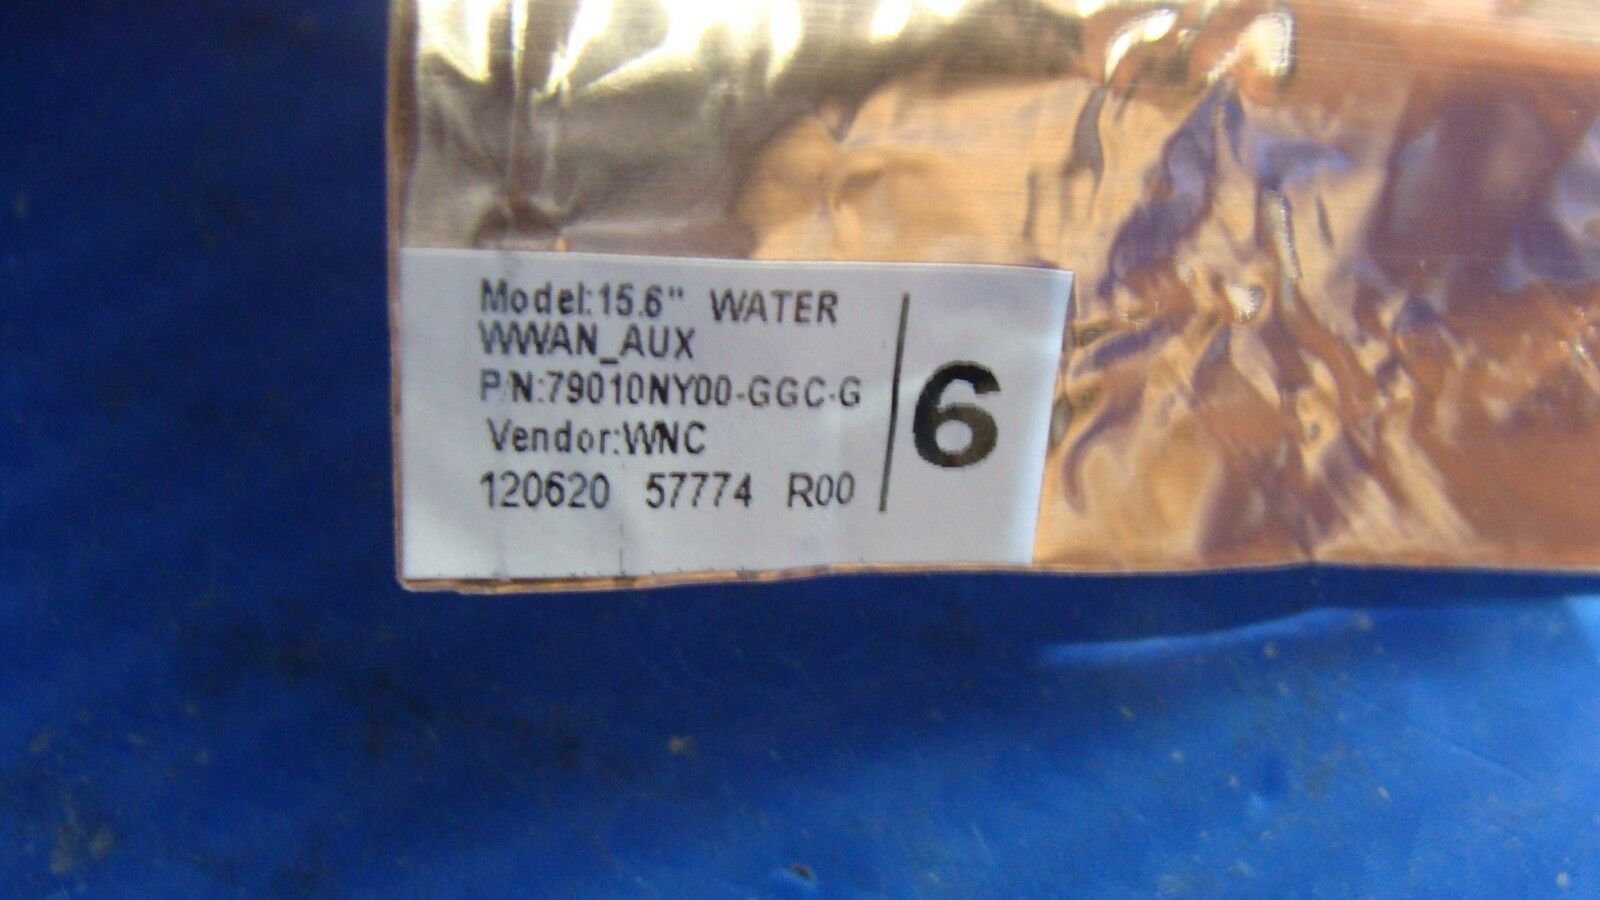 Model:15.6" WATER
WWAN_AUX
P/N:79010NY00-GGC-G
Vendor:WNC
120620 57774 R00
6